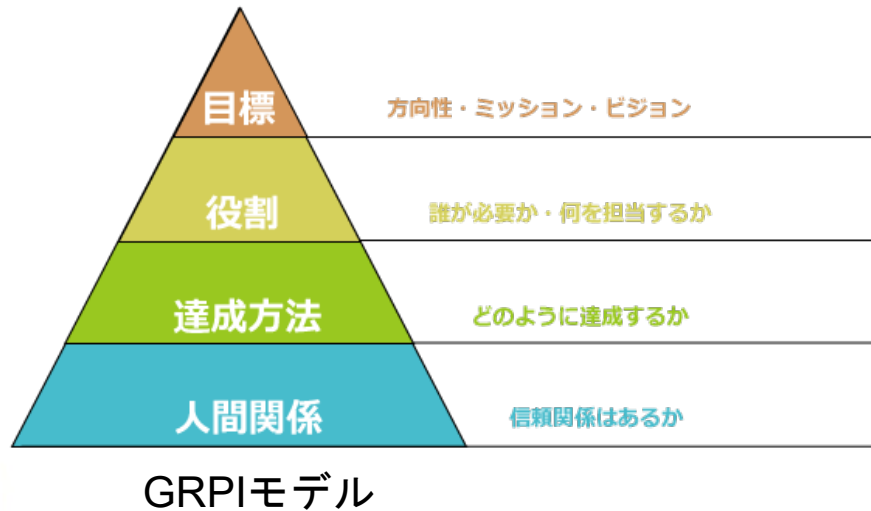 目標
方向性・ミッション・ビジョン
役割
誰が必要か・何を担当するか
達成方法
どのように達成するか
人間関係
信頼関係はあるか
GRPIモデル